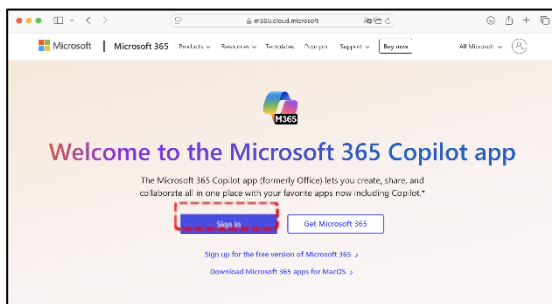 m365.cloud.microsoft
Microsoft | Microsoft 365 Products Resources Templates Prompts Support Buy now All Microsoft
M365
Welcome to the Microsoft 365 Copilot app
The Microsoft 365 Copilot app (formerly Office) lets you create, share, and
collaborate all in one place with your favorite apps now including Copilot.*
Sign in Get Microsoft 365
Sign up for the free version of Microsoft 365 >
Download Microsoft 365 apps for MacOS >